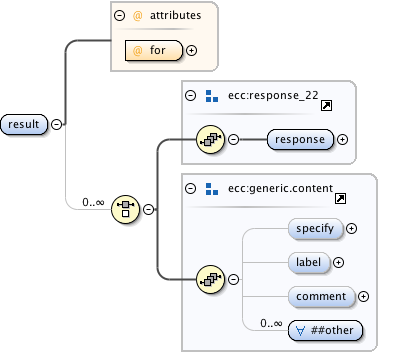 @ attributes
@ for
result
ecc:response_22
response
0..∞
ecc:generic.content
specify
label
comment
0..∞
∀ ##other